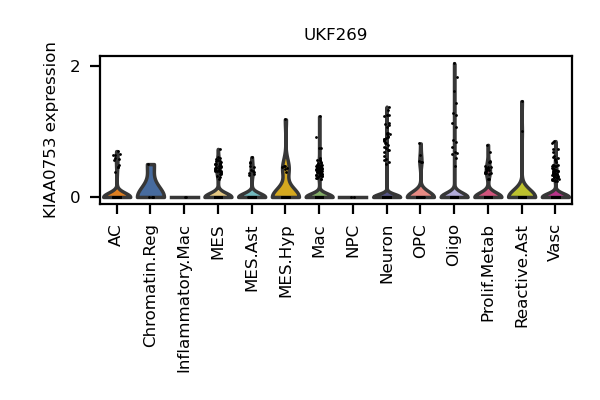 UKF269
KIAA0753 expression
2
0
AC
Chromatin.Reg
Inflammatory.Mac
MES
MES.Ast
MES.Hyp
Mac
NPC
Neuron
OPC
Oligo
Prolif.Metab
Reactive.Ast
Vasc